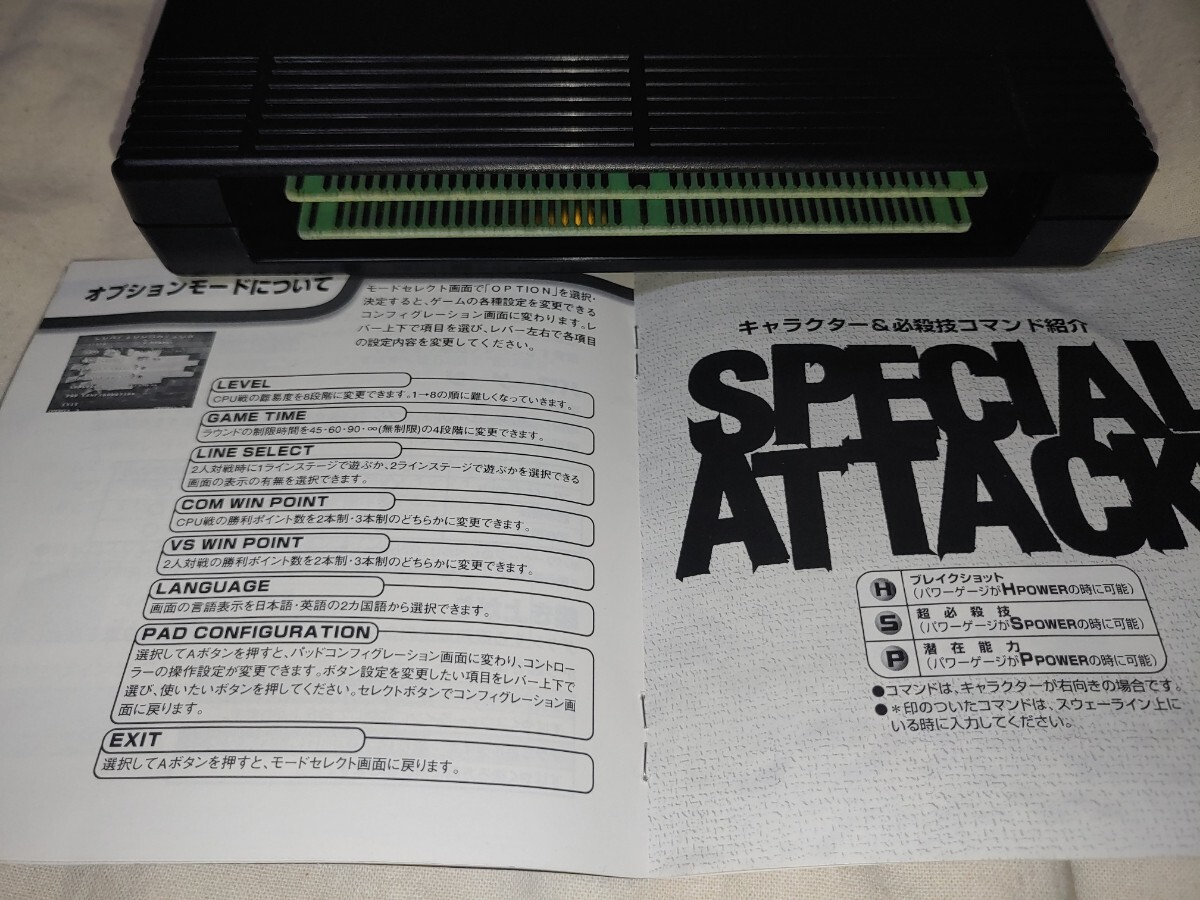 オプションモードについて
モードセレクト画面で「OPTION」を選択・
決定すると、ゲームの各種設定を変更できる
コンフィグレーション画面に変わります。レ
バー上下で項目を選び、レバー左右で各項目
の設定内容を変更してください。
LEVEL
CPU戦の難易度を8段階に変更できます。1→8の順に難しくなっていきます。
GAME TIME
ラウンドの制限時間を45・60・90・∞(無制限)の4段階に変更できます。
LINE SELECT
2人対戦時に1ラインステージで遊ぶか、2ラインステージで遊ぶかを選択できる
画面の表示の有無を選択できます。
COM WIN POINT
CPU戦の勝利ポイント数を2本制・3本制のどちらかに変更できます。
VS WIN POINT
2人対戦の勝利ポイント数を2本制・3本制のどちらかに変更できます。
LANGUAGE
画面の言語表示を日本語・英語の2カ国語から選択できます。
PAD CONFIGURATION
選択してAボタンを押すと、パッドコンフィグレーション画面に変わり、コントロー
ラーの操作設定が変更できます。ボタン設定を変更したい項目をレバー上下で
選び、使いたいボタンを押してください。セレクトボタンでコンフィグレーション画
面に戻ります。
EXIT
選択してAボタンを押すと、モードセレクト画面に戻ります。
キャラクター&必殺技コマンド紹介
SPECIAL
ATTACK
H ブレイクショット
(パワーゲージがH POWERの時に可能)
S 超必殺技
(パワーゲージがS POWERの時に可能)
P 潜在能力
(パワーゲージがP POWERの時に可能)
●コマンドは、キャラクターが右向きの場合です。
●＊印のついたコマンドは、スウェーライン上に
いる時に入力してください。